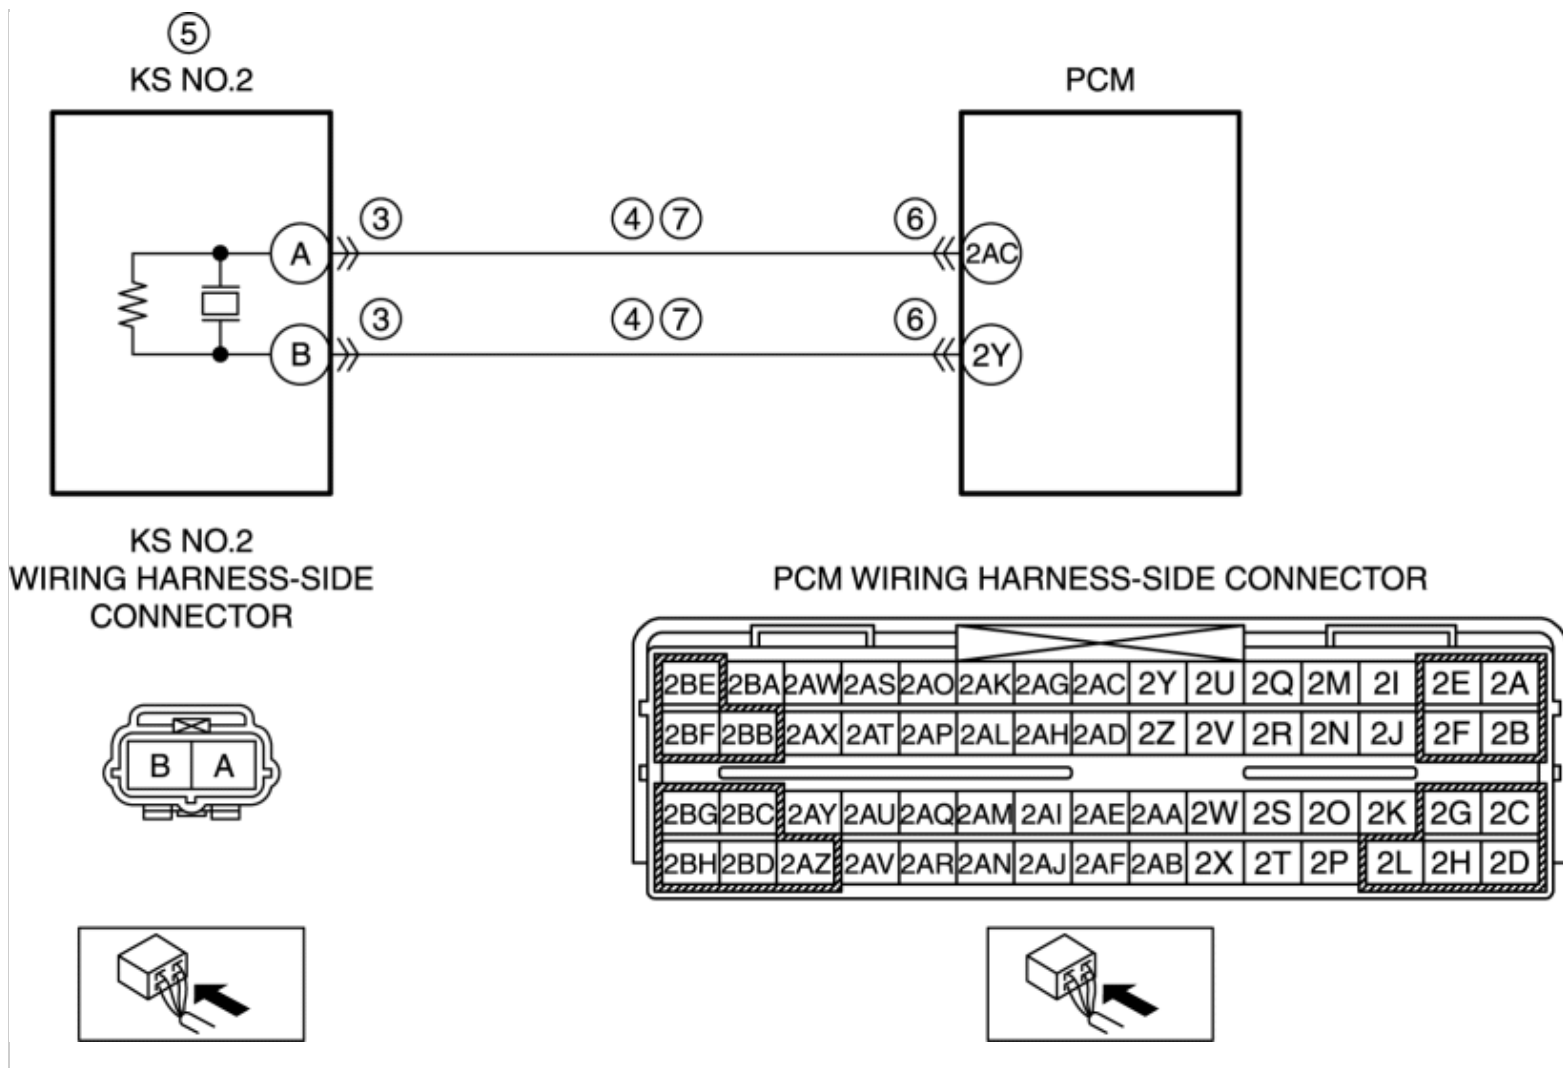 ⑤
KS NO.2
PCM
③ ④ ⑦ ⑥
A 2AC
③ ④ ⑦ ⑥
B 2Y
KS NO.2
WIRING HARNESS-SIDE
CONNECTOR
PCM WIRING HARNESS-SIDE CONNECTOR
2BE 2BA 2AW 2AS 2AO 2AK 2AG 2AC 2Y 2U 2Q 2M 2I 2E 2A
2BF 2BB 2AX 2AT 2AP 2AL 2AH 2AD 2Z 2V 2R 2N 2J 2F 2B
B A
2BG 2BC 2AY 2AU 2AQ 2AM 2AI 2AE 2AA 2W 2S 2O 2K 2G 2C
2BH 2BD 2AZ 2AV 2AR 2AN 2AJ 2AF 2AB 2X 2T 2P 2L 2H 2D